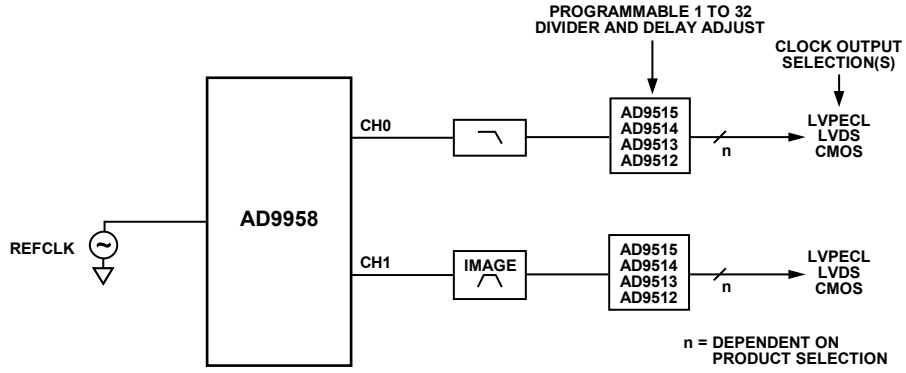 PROGRAMMABLE 1 TO 32
DIVIDER AND DELAY ADJUST
CLOCK OUTPUT
SELECTION(S)
CH0
AD9515
AD9514
AD9513
AD9512
n
LVPECL
LVDS
CMOS
AD9958
REFCLK
~
CH1
IMAGE
AD9515
AD9514
AD9513
AD9512
n
LVPECL
LVDS
CMOS
n = DEPENDENT ON
PRODUCT SELECTION